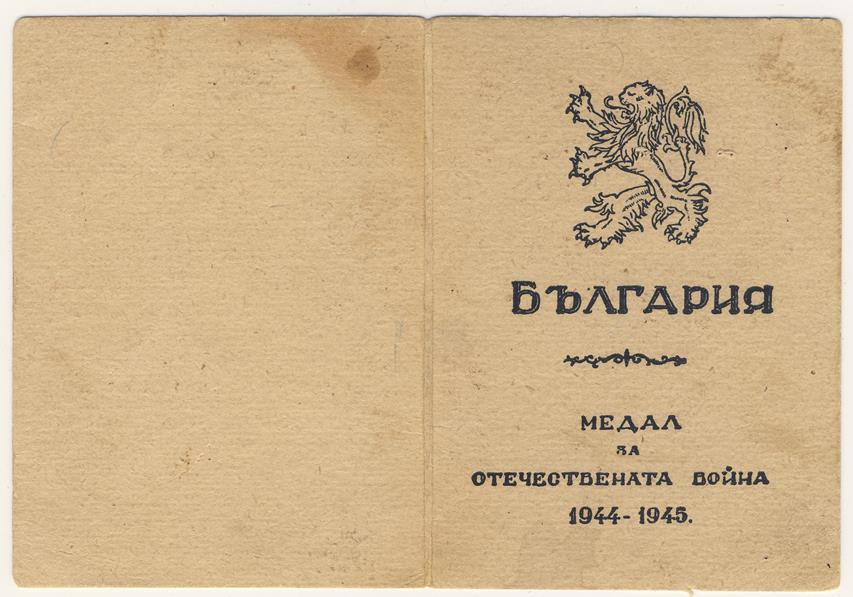 БЪЛГАРИЯ
МЕДАЛ
ЗА
ОТЕЧЕСТВЕНАТА ВОЙНА
1944-1945.